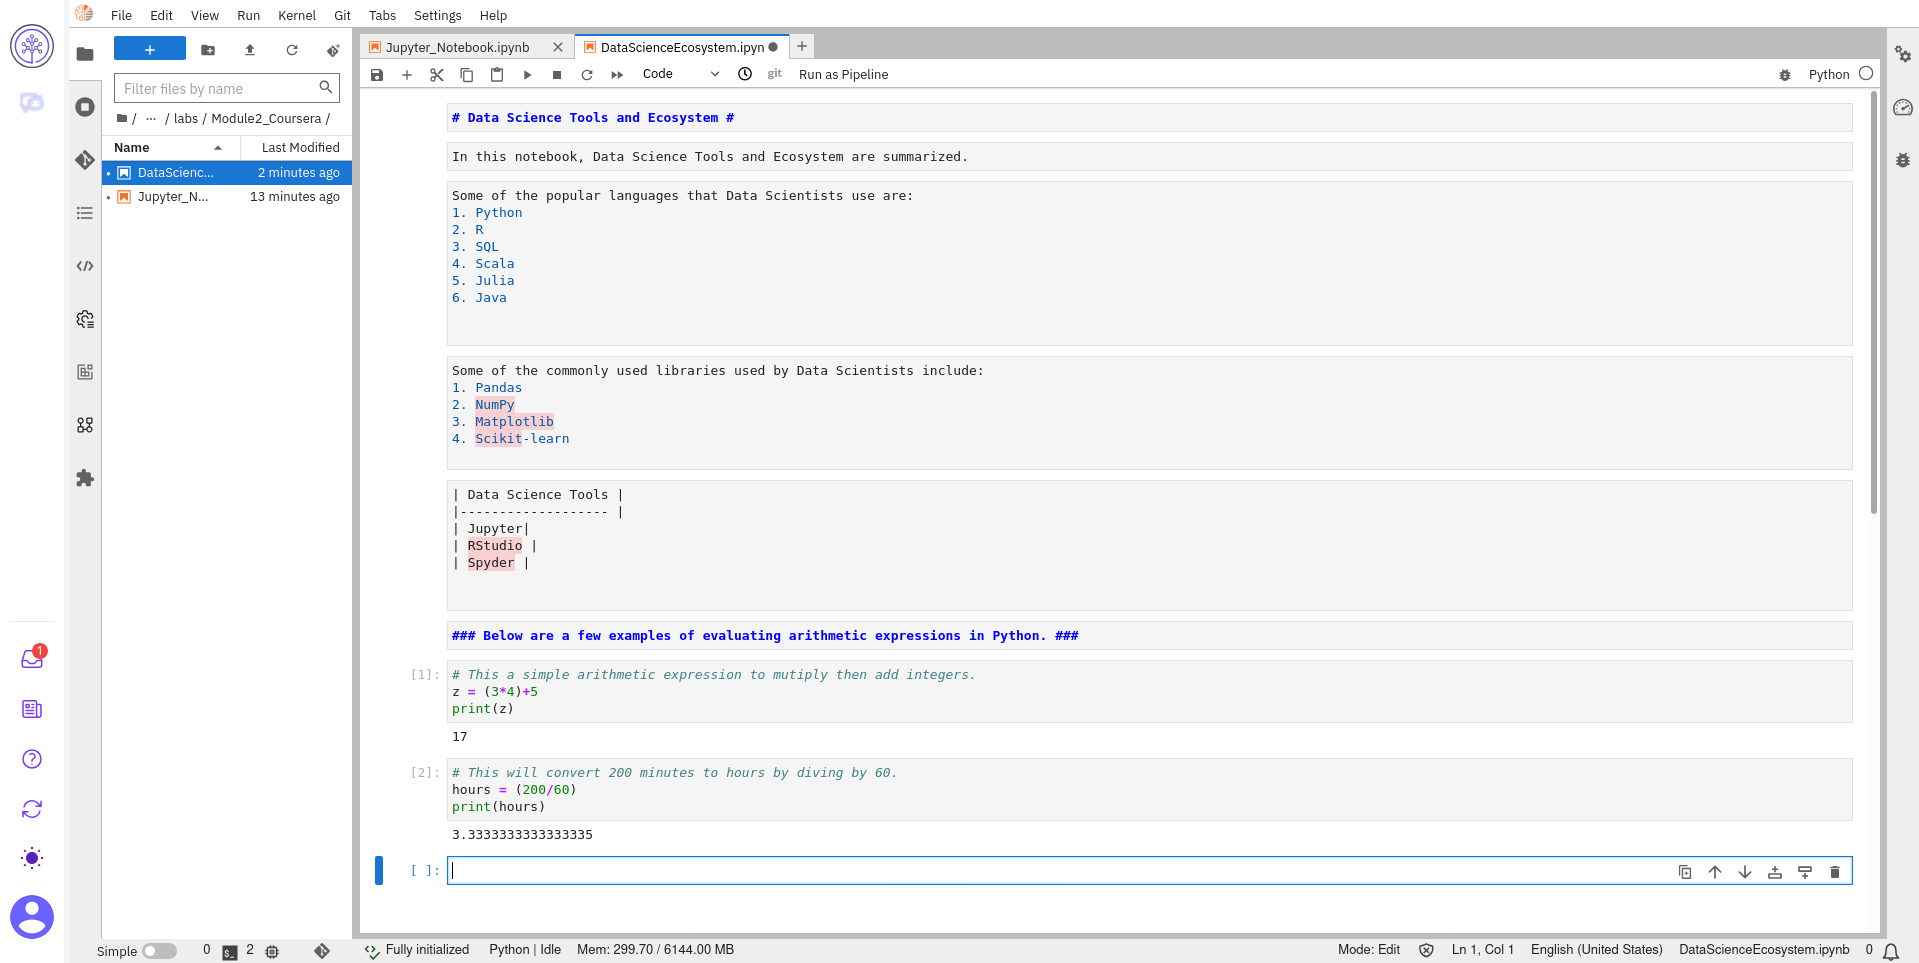 File Edit View Run Kernel Git Tabs Settings Help
+
Filter files by name
/ ... / labs / Module2_Coursera /
Name Last Modified
DataScienc... 2 minutes ago
Jupyter_N... 13 minutes ago
Jupyter_Notebook.ipynb
DataScienceEcosystem.ipyn
Code
git
Run as Pipeline
Python
# Data Science Tools and Ecosystem #
In this notebook, Data Science Tools and Ecosystem are summarized.
Some of the popular languages that Data Scientists use are:
1. Python
2. R
3. SQL
4. Scala
5. Julia
6. Java
Some of the commonly used libraries used by Data Scientists include:
1. Pandas
2. NumPy
3. Matplotlib
4. Scikit-learn
| Data Science Tools |
|------------------- |
| Jupyter|
| RStudio |
| Spyder |
### Below are a few examples of evaluating arithmetic expressions in Python. ###
[1]: # This a simple arithmetic expression to mutiply then add integers.
z = (3*4)+5
print(z)
17
[2]: # This will convert 200 minutes to hours by diving by 60.
hours = (200/60)
print(hours)
3.3333333333333335
[ ]:
1
Simple 0 $_ 2 Fully initialized Python | Idle Mem: 299.70 / 6144.00 MB Mode: Edit Ln 1, Col 1 English (United States) DataScienceEcosystem.ipynb 0